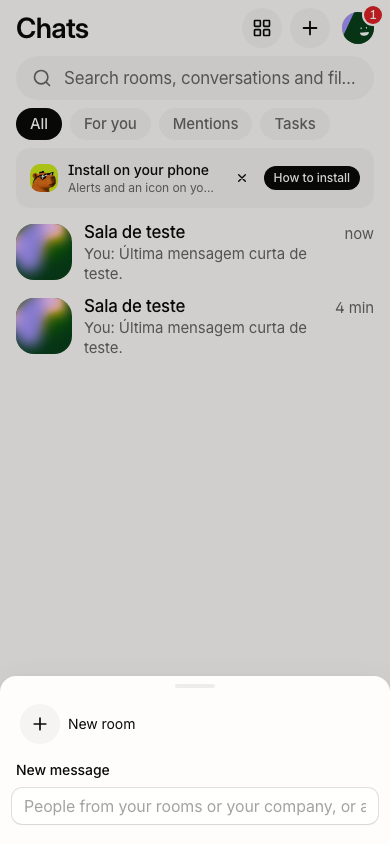 Chats
1
Search rooms, conversations and fil...
All
For you
Mentions
Tasks
Install on your phone
Alerts and an icon on yo...
How to install
Sala de teste
now
You: Última mensagem curta de
teste.
Sala de teste
4 min
You: Última mensagem curta de
teste.
New room
New message
People from your rooms or your company, or a